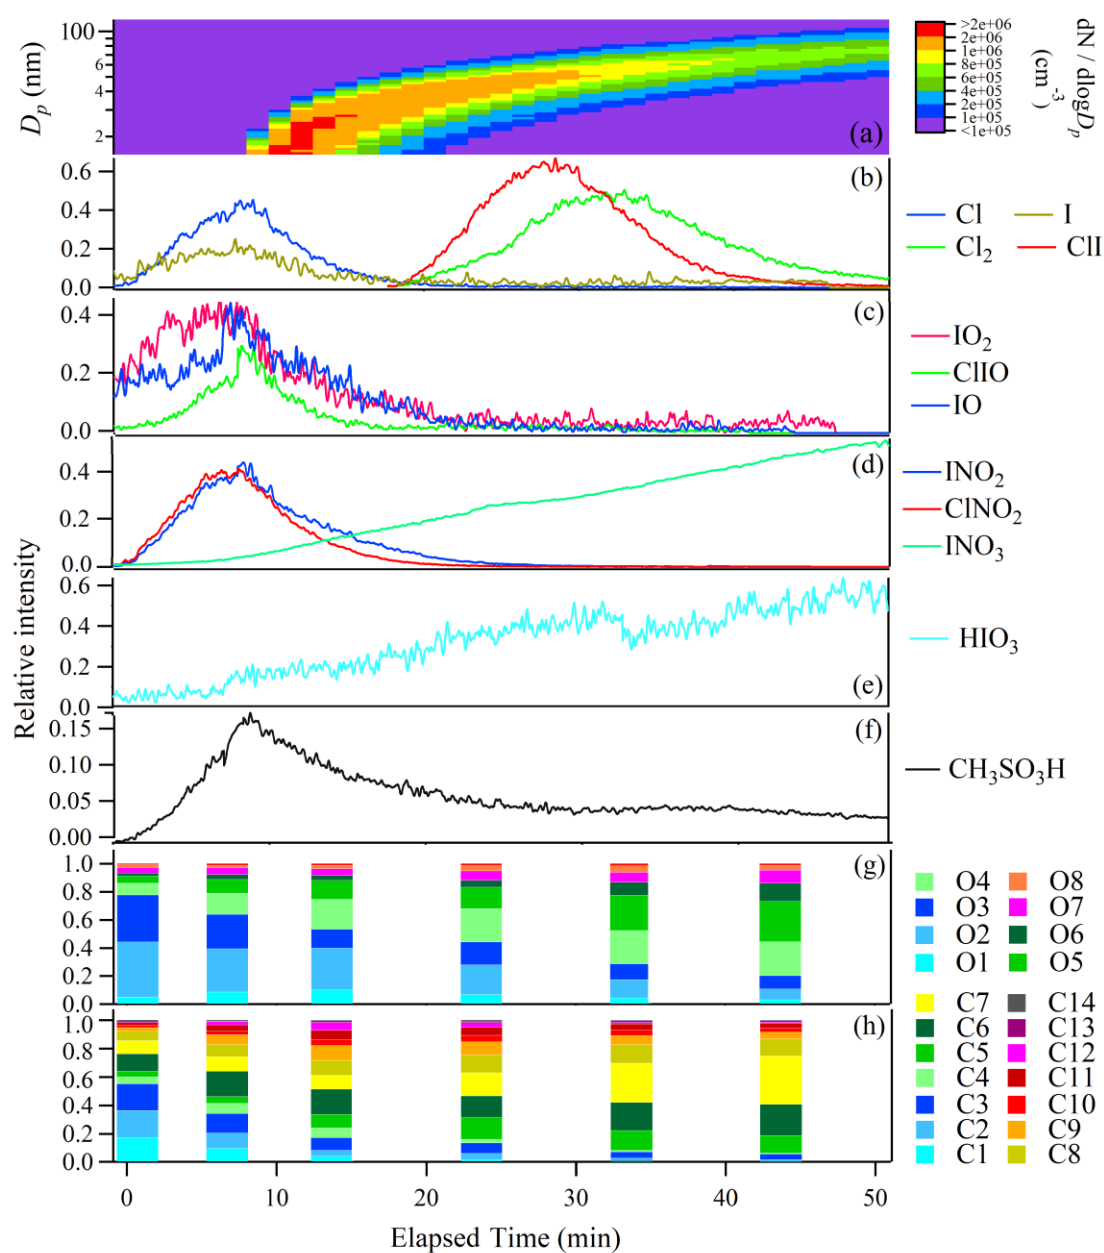 100
6
4
2
D_p (nm)
(a)
>2e+06
2e+06
1e+06
8e+05
6e+05
4e+05
2e+05
1e+05
<1e+05
dN / dlogD_p
(cm⁻³)
0.6
0.4
0.2
0.0
(b)
Cl
I
Cl₂
ClI
0.4
0.2
0.0
(c)
IO₂
ClIO
IO
0.4
0.2
0.0
(d)
INO₂
ClNO₂
INO₃
Relative intensity
0.6
0.4
0.2
0.0
(e)
HIO₃
0.15
0.10
0.05
0.00
(f)
CH₃SO₃H
1.0
0.8
0.6
0.4
0.2
0.0
(g)
O4
O8
O3
O7
O2
O6
O1
O5
1.0
0.8
0.6
0.4
0.2
0.0
(h)
C7
C14
C6
C13
C5
C12
C4
C11
C3
C10
C2
C9
C1
C8
0
10
20
30
40
50
Elapsed Time (min)